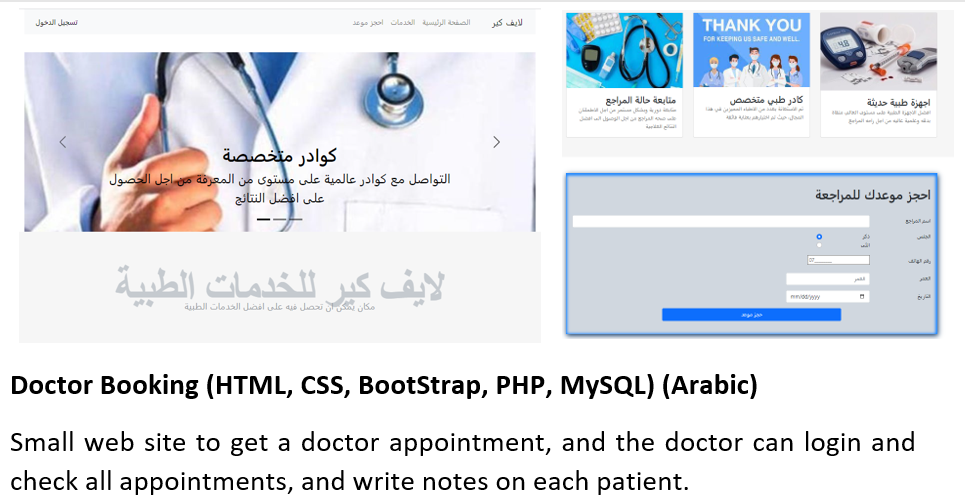 لايف كير
الصفحة الرئيسية
الخدمات
احجز موعد
تسجيل الدخول
كوادر متخصصة
التواصل مع كوادر عالمية على مستوى من المعرفة من اجل الحصول
على افضل النتائج
لايف كير للخدمات الطبية
مكان يمكن ان تحصل فيه على افضل الخدمات الطبية
THANK YOU
FOR KEEPING US SAFE AND WELL.
متابعة حالة المراجع
كادر طبي متخصص
اجهزة طبية حديثة
احجز موعدك للمراجعة
اسم المراجع
الجنس
ذكر
انثى
رقم الهاتف
07
العمر
العمر
التاريخ
mm/dd/yyyy
حجز موعد
Doctor Booking (HTML, CSS, BootStrap, PHP, MySQL) (Arabic)
Small web site to get a doctor appointment, and the doctor can login and
check all appointments, and write notes on each patient.